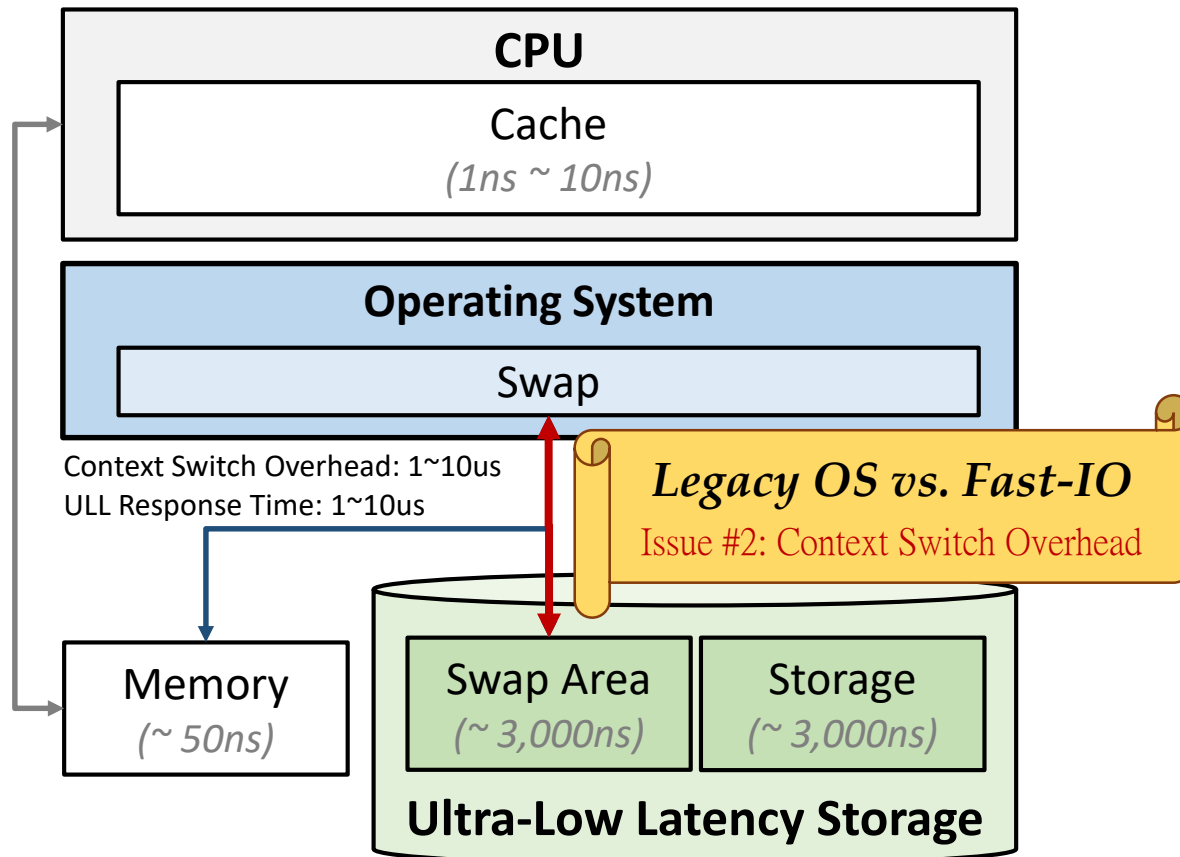 CPU
Cache
(1ns ~ 10ns)
Operating System
Swap
Context Switch Overhead: 1~10us
ULL Response Time: 1~10us
Legacy OS vs. Fast-IO
Issue #2: Context Switch Overhead
Memory
(~ 50ns)
Swap Area
(~ 3,000ns)
Storage
(~ 3,000ns)
Ultra-Low Latency Storage